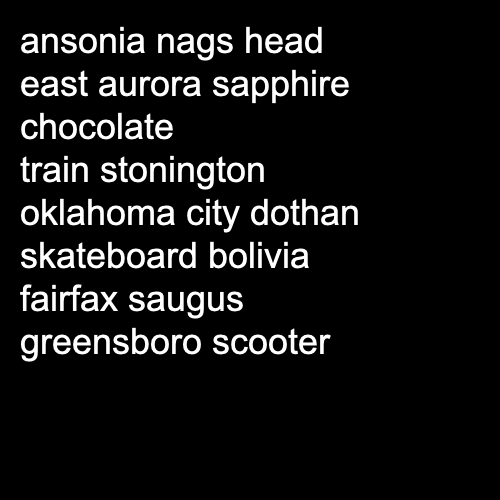 ansonia nags head
east aurora sapphire
chocolate
train stonington
oklahoma city dothan
skateboard bolivia
fairfax saugus
greensboro scooter